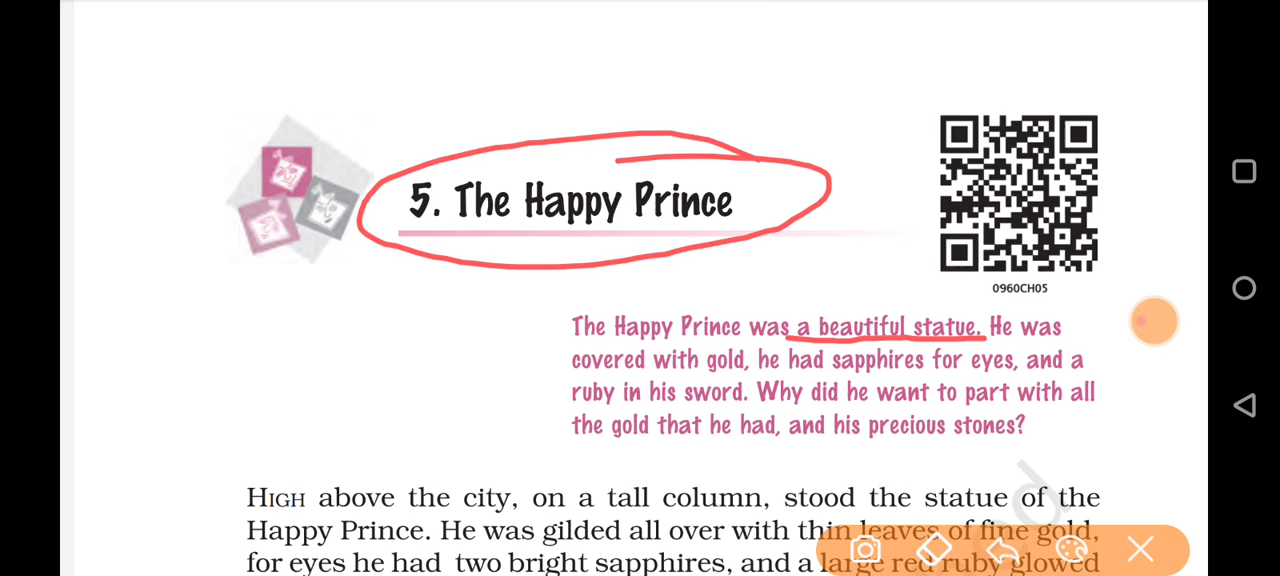 5. The Happy Prince
0960CH05
The Happy Prince was a beautiful statue. He was
covered with gold, he had sapphires for eyes, and a
ruby in his sword. Why did he want to part with all
the gold that he had, and his precious stones?
HIGH above the city, on a tall column, stood the statue of the
Happy Prince. He was gilded all over with thin leaves of fine gold,
for eyes he had two bright sapphires, and a large red ruby glowed